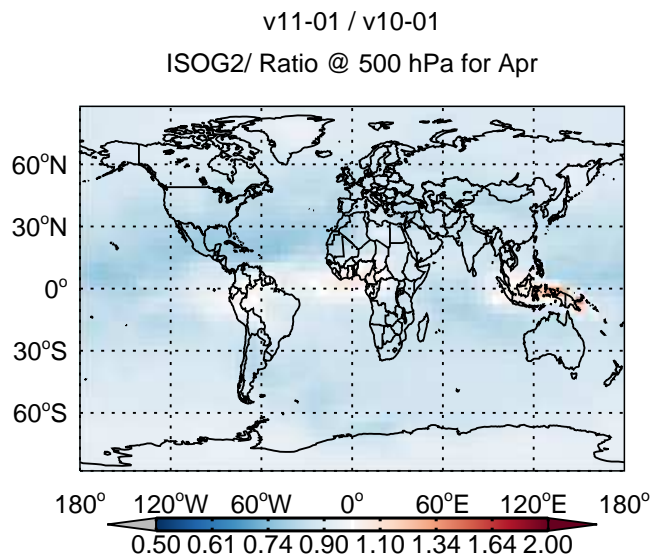 v11-01 / v10-01
ISOG2/ Ratio @ 500 hPa for Apr
60°N
30°N
0°
30°S
60°S
180° 120°W 60°W 0° 60°E 120°E 180°
0.50 0.61 0.74 0.90 1.10 1.34 1.64 2.00